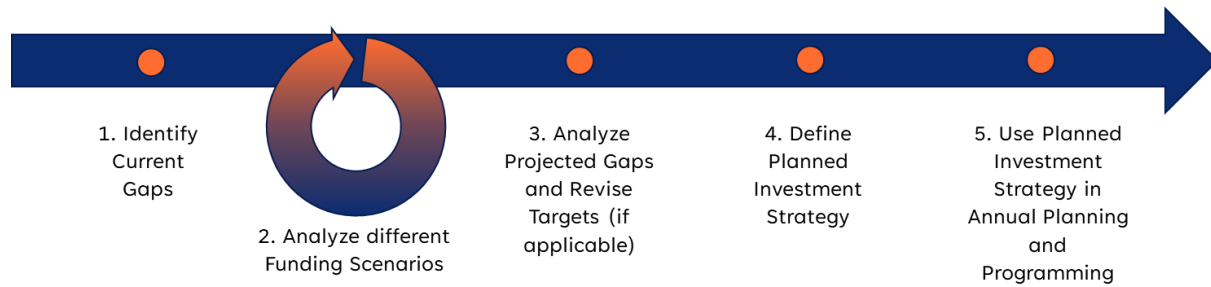 1. Identify
Current
Gaps
2. Analyze different
Funding Scenarios
3. Analyze
Projected Gaps
and Revise
Targets (if
applicable)
4. Define
Planned
Investment
Strategy
5. Use Planned
Investment
Strategy in
Annual Planning
and
Programming